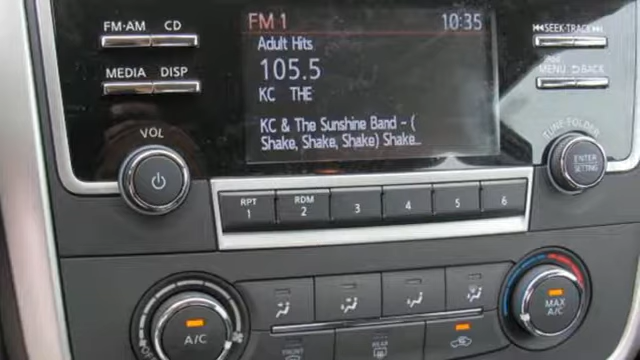 FM·AM CD
FM 1 10:35
⏮SEEK·TRACK⏭
Adult Hits
MEDIA DISP
105.5
MENU ⮌BACK
KC THE
KC & The Sunshine Band - (
Shake, Shake, Shake) Shake...
VOL
TUNE·FOLDER
ENTER
SETTING
RPT
1
RDM
2
3
4
5
6
A/C
MAX
A/C
FRONT
REAR